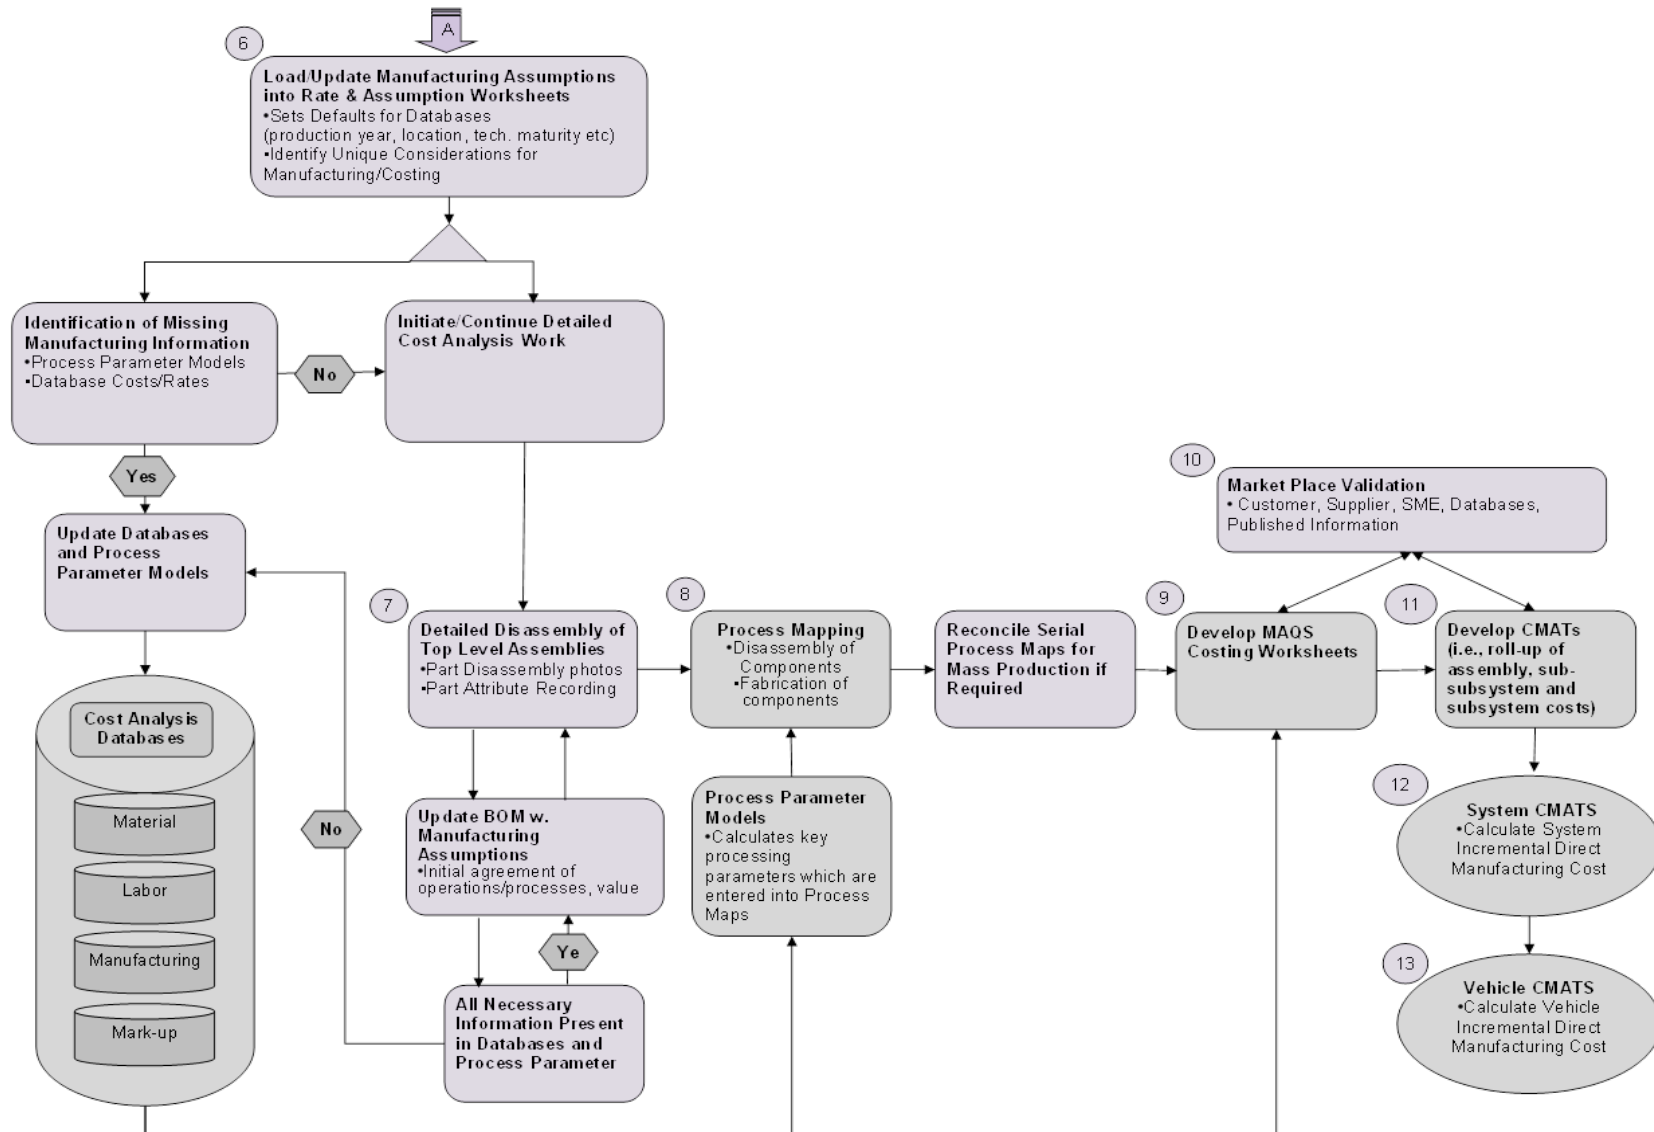 A
6
Load/Update Manufacturing Assumptions
into Rate & Assumption Worksheets
•Sets Defaults for Databases
(production year, location, tech. maturity etc)
•Identify Unique Considerations for
Manufacturing/Costing
Identification of Missing
Manufacturing Information
•Process Parameter Models
•Database Costs/Rates
No
Initiate/Continue Detailed
Cost Analysis Work
Yes
Update Databases
and Process
Parameter Models
10
Market Place Validation
• Customer, Supplier, SME, Databases,
Published Information
7
Detailed Disassembly of
Top Level Assemblies
•Part Disassembly photos
•Part Attribute Recording
8
Process Mapping
•Disassembly of
Components
•Fabrication of
components
Reconcile Serial
Process Maps for
Mass Production if
Required
9
Develop MAQS
Costing Worksheets
11
Develop CMATs
(i.e., roll-up of
assembly, sub-
subsystem and
subsystem costs)
Cost Analysis
Databases
Material
Labor
Manufacturing
Mark-up
No
Update BOM w.
Manufacturing
Assumptions
•Initial agreement of
operations/processes, value
Ye
All Necessary
Information Present
in Databases and
Process Parameter
Process Parameter
Models
•Calculates key
processing
parameters which are
entered into Process
Maps
12
System CMATS
•Calculate System
Incremental Direct
Manufacturing Cost
13
Vehicle CMATS
•Calculate Vehicle
Incremental Direct
Manufacturing Cost